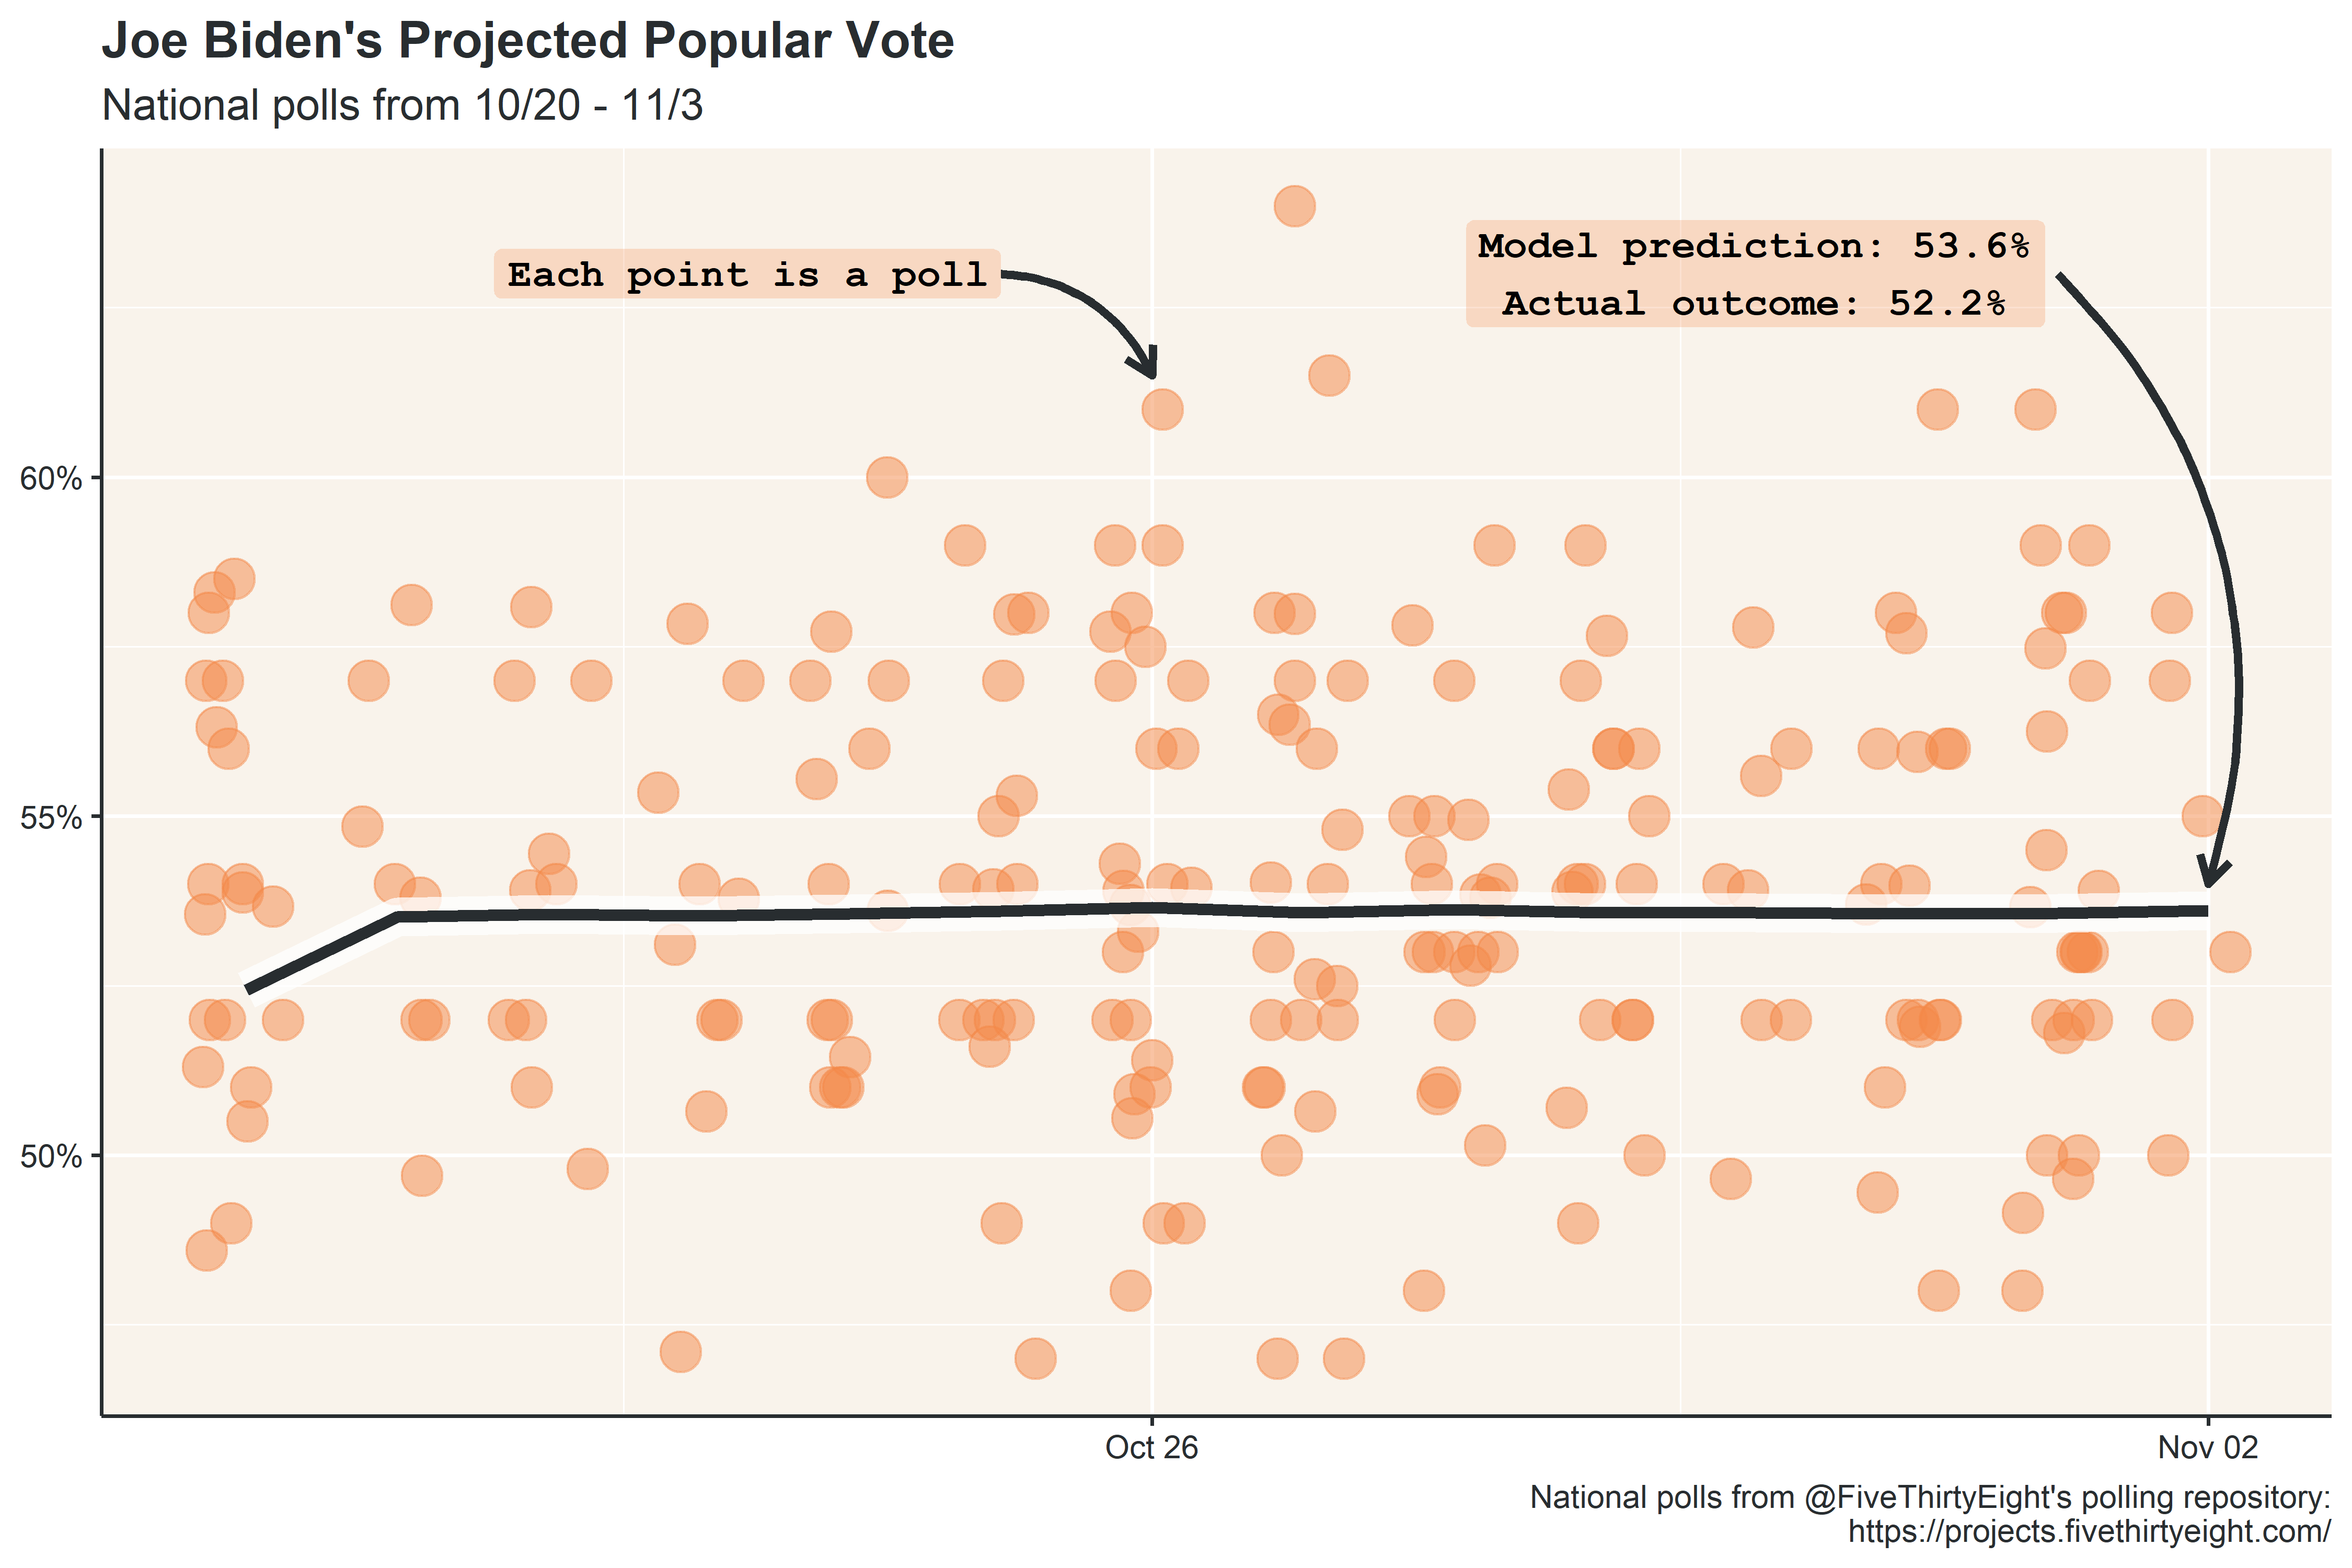 Joe Biden's Projected Popular Vote
National polls from 10/20 - 11/3
Each point is a poll
Model prediction: 53.6%
Actual outcome: 52.2%
60%
55%
50%
Oct 26
Nov 02
National polls from @FiveThirtyEight's polling repository:
https://projects.fivethirtyeight.com/